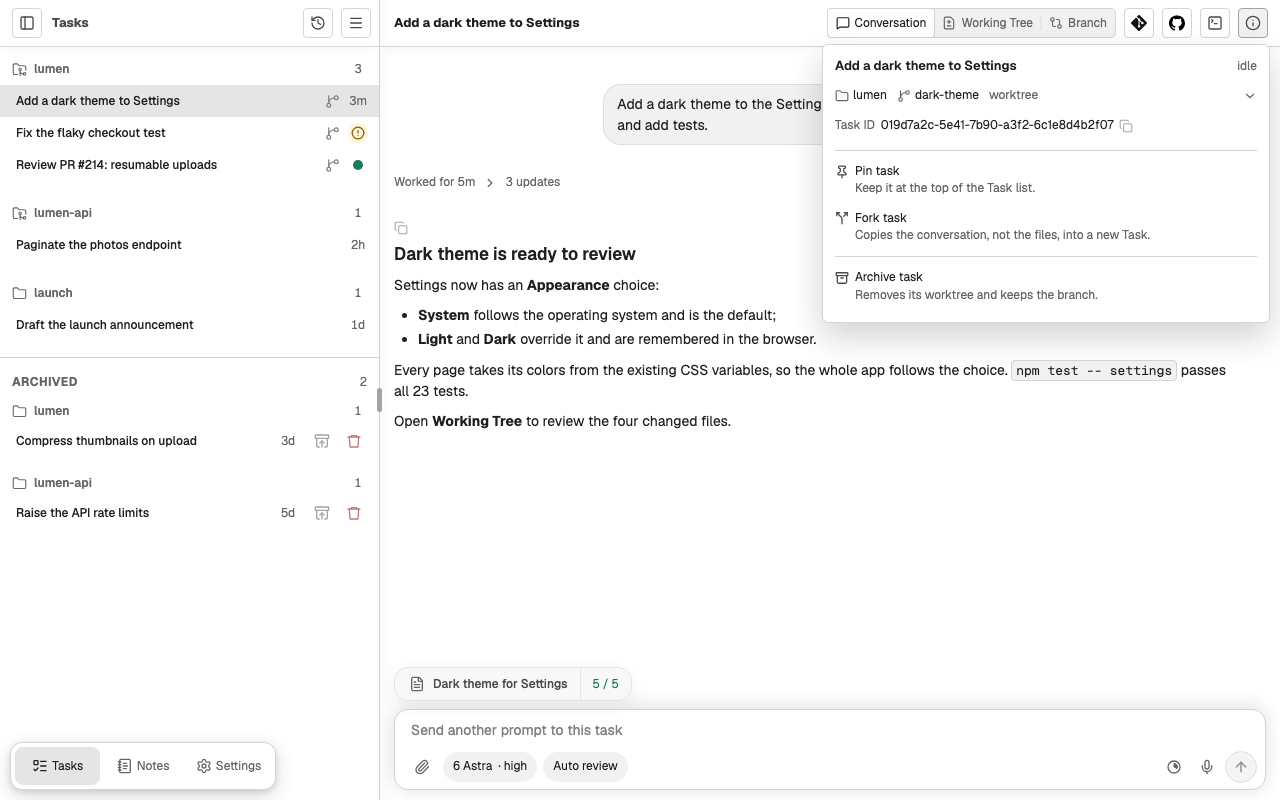 Tasks
lumen 3
Add a dark theme to Settings 3m
Fix the flaky checkout test
Review PR #214: resumable uploads
lumen-api 1
Paginate the photos endpoint 2h
launch 1
Draft the launch announcement 1d
ARCHIVED 2
lumen 1
Compress thumbnails on upload 3d
lumen-api 1
Raise the API rate limits 5d
Tasks Notes Settings
Add a dark theme to Settings
Conversation Working Tree Branch
Add a dark theme to the Setting
and add tests.
Worked for 5m 3 updates
Dark theme is ready to review
Settings now has an Appearance choice:
• System follows the operating system and is the default;
• Light and Dark override it and are remembered in the browser.
Every page takes its colors from the existing CSS variables, so the whole app follows the choice. npm test -- settings passes
all 23 tests.
Open Working Tree to review the four changed files.
Add a dark theme to Settings idle
lumen dark-theme worktree
Task ID 019d7a2c-5e41-7b90-a3f2-6c1e8d4b2f07
Pin task
Keep it at the top of the Task list.
Fork task
Copies the conversation, not the files, into a new Task.
Archive task
Removes its worktree and keeps the branch.
Dark theme for Settings 5 / 5
Send another prompt to this task
6 Astra · high Auto review